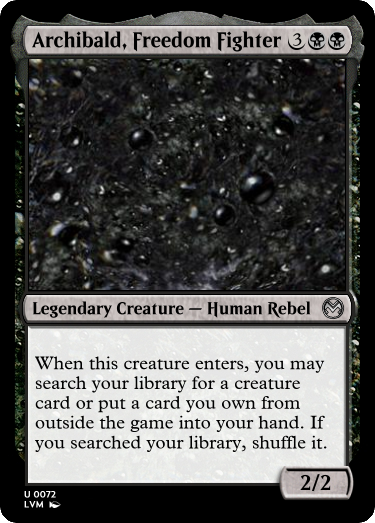 Archibald, Freedom Fighter 3
Legendary Creature — Human Rebel
When this creature enters, you may
search your library for a creature
card or put a card you own from
outside the game into your hand. If
you searched your library, shuffle it.
2/2
U 0072
LVM